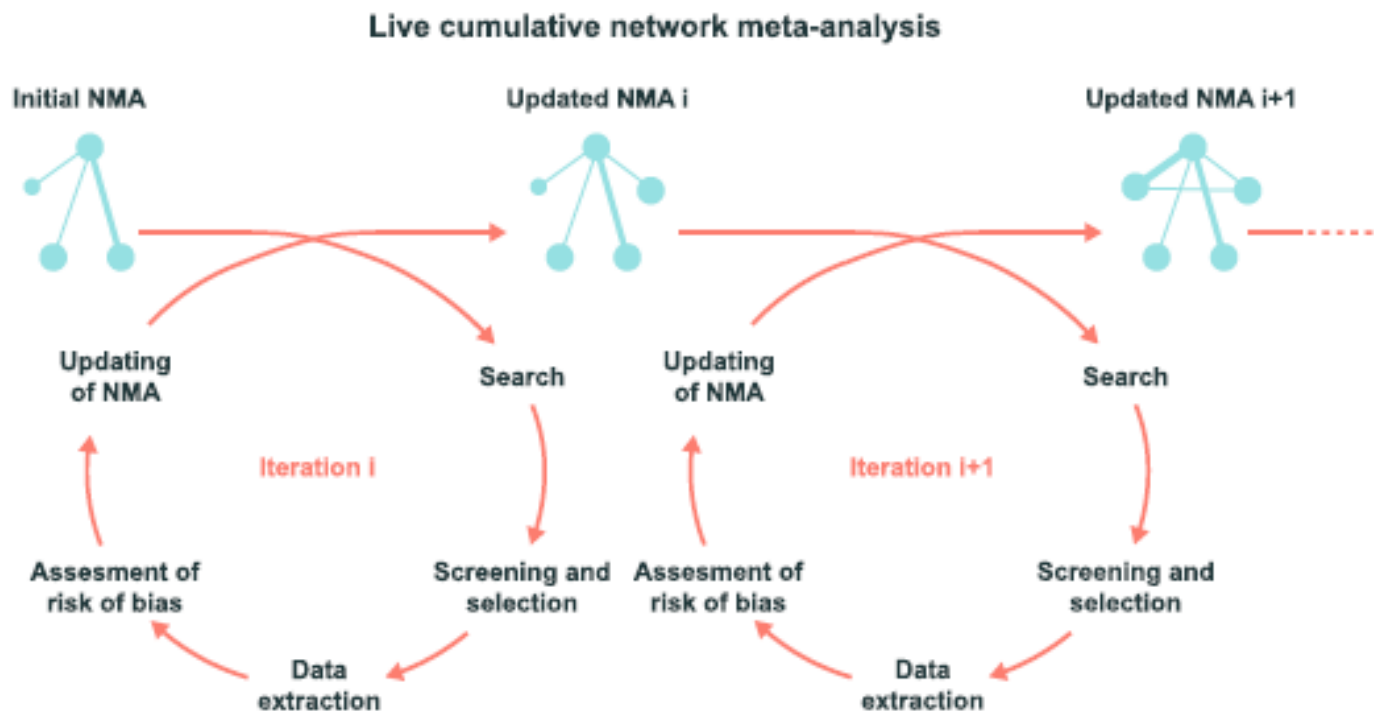 Live cumulative network meta-analysis
Initial NMA
Updated NMA i
Updated NMA i+1
Updating
of NMA
Search
Iteration i
Assesment of
risk of bias
Screening and
selection
Data
extraction
Updating
of NMA
Search
Iteration i+1
Assesment of
risk of bias
Screening and
selection
Data
extraction